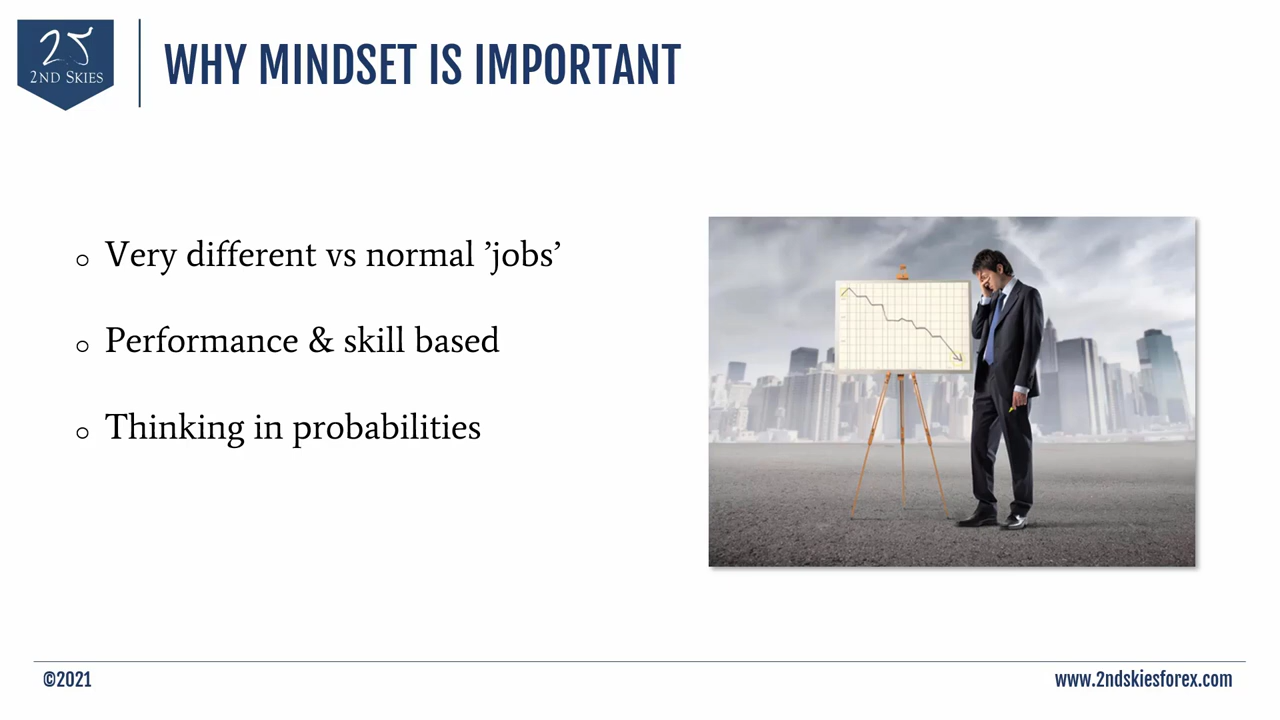 2ND SKIES
WHY MINDSET IS IMPORTANT
Very different vs normal ’jobs’
Performance & skill based
Thinking in probabilities
©2021
www.2ndskiesforex.com